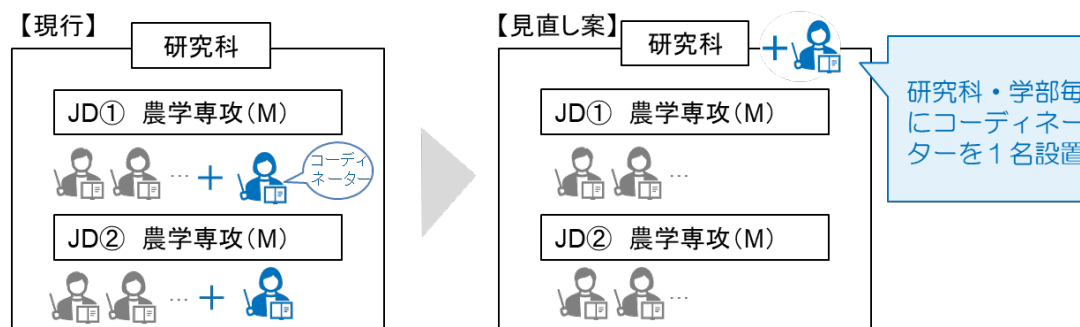 【現行】
研究科
JD① 農学専攻(M)
… +
コーディ
ネーター
JD② 農学専攻(M)
… +
【見直し案】
研究科
+
研究科・学部毎
にコーディネー
ターを1名設置
JD① 農学専攻(M)
…
JD② 農学専攻(M)
…